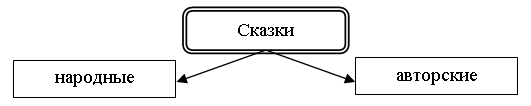 Сказки
народные
авторские